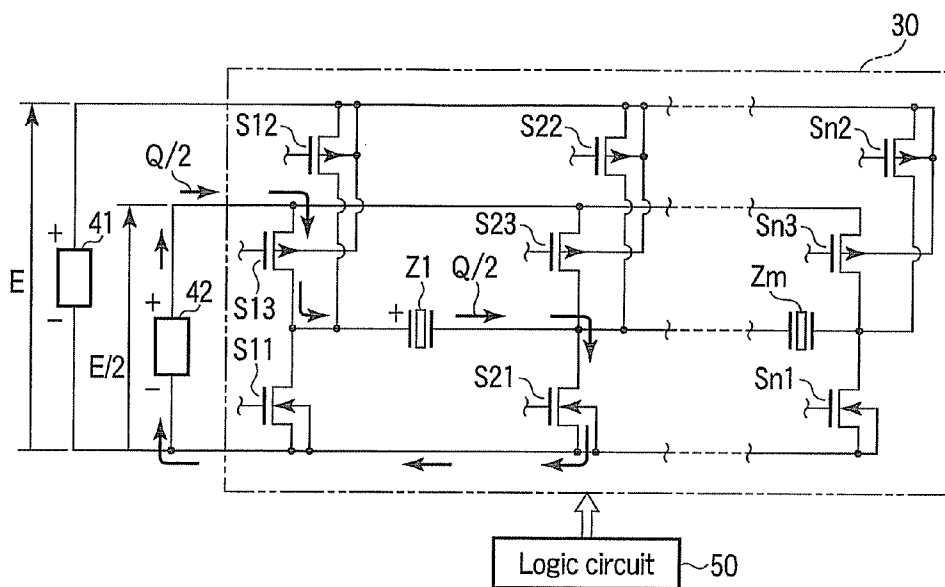 30
S12
S22
Sn2
Q/2
S23
Sn3
+
41
E
+
42
S13
Z1
Q/2
Zm
+
−
E/2
−
S11
S21
Sn1
Logic circuit
50